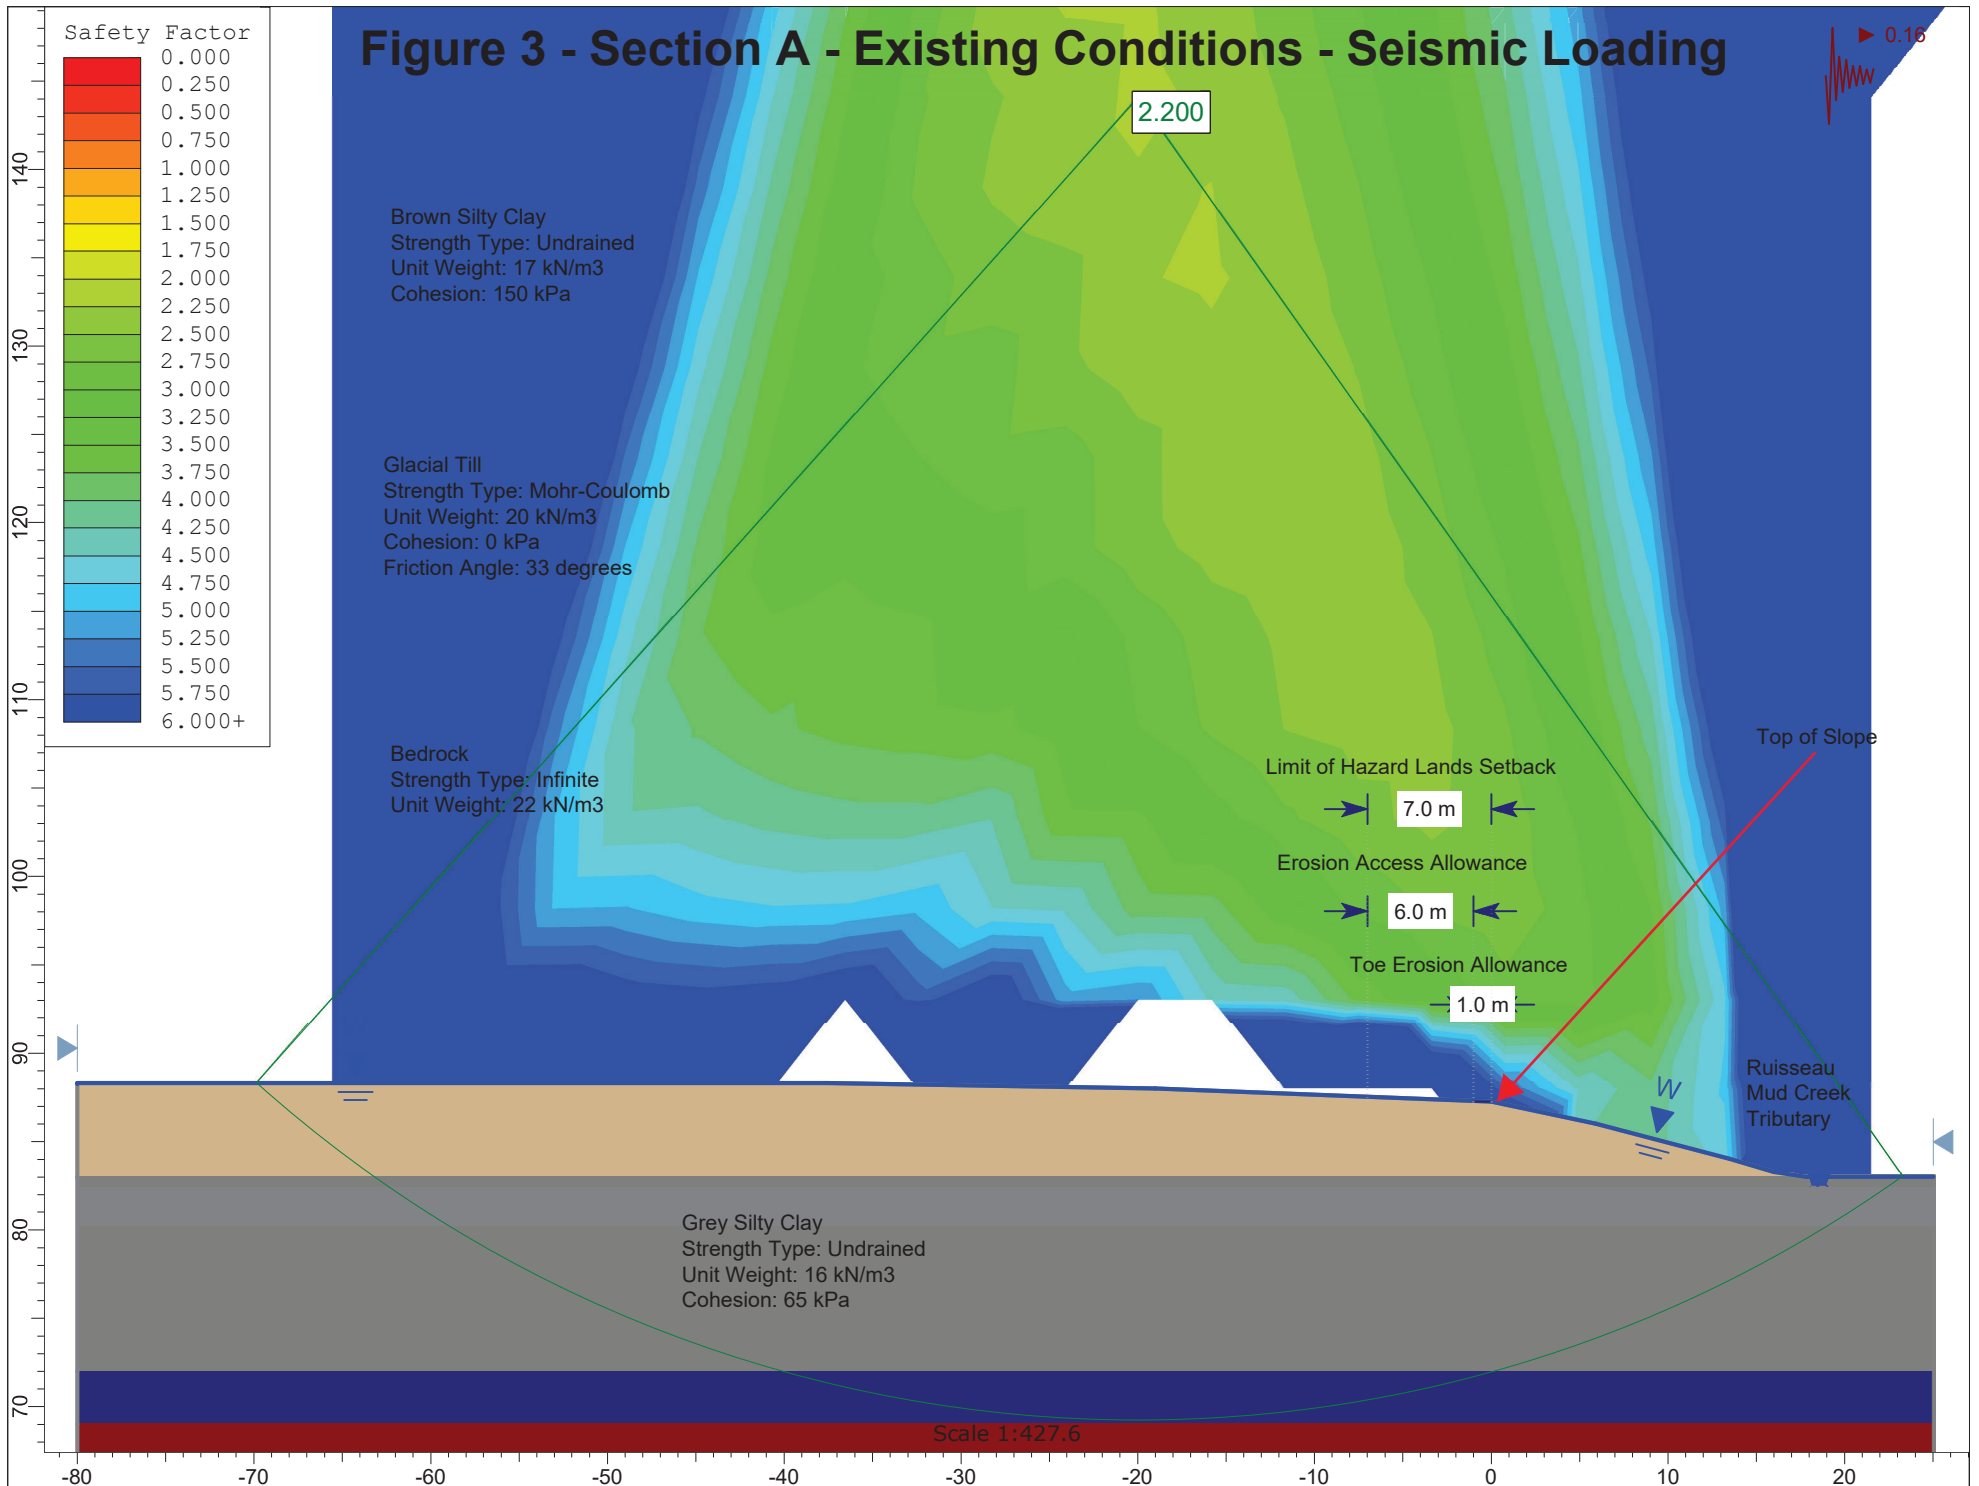 Figure 3 - Section A - Existing Conditions - Seismic Loading
Safety Factor
0.000
0.250
0.500
0.750
1.000
1.250
1.500
1.750
2.000
2.250
2.500
2.750
3.000
3.250
3.500
3.750
4.000
4.250
4.500
4.750
5.000
5.250
5.500
5.750
6.000+
0.16
2.200
Brown Silty Clay
Strength Type: Undrained
Unit Weight: 17 kN/m3
Cohesion: 150 kPa
Glacial Till
Strength Type: Mohr-Coulomb
Unit Weight: 20 kN/m3
Cohesion: 0 kPa
Friction Angle: 33 degrees
Bedrock
Strength Type: Infinite
Unit Weight: 22 kN/m3
Top of Slope
Limit of Hazard Lands Setback
7.0 m
Erosion Access Allowance
6.0 m
Toe Erosion Allowance
1.0 m
Ruisseau
Mud Creek
Tributary
W
Grey Silty Clay
Strength Type: Undrained
Unit Weight: 16 kN/m3
Cohesion: 65 kPa
Scale 1:427.6
140
130
120
110
100
90
80
70
-80 -70 -60 -50 -40 -30 -20 -10 0 10 20